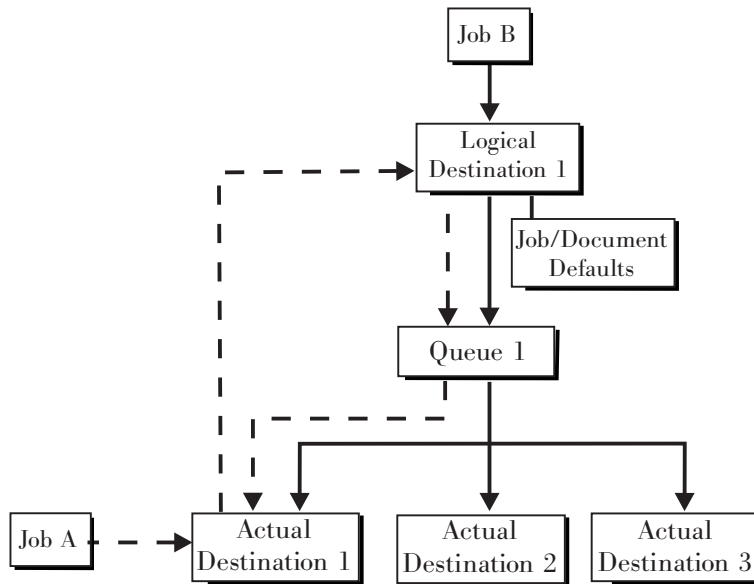 Job B
Logical
Destination 1
Job/Document
Defaults
Queue 1
Job A
Actual
Destination 1
Actual
Destination 2
Actual
Destination 3